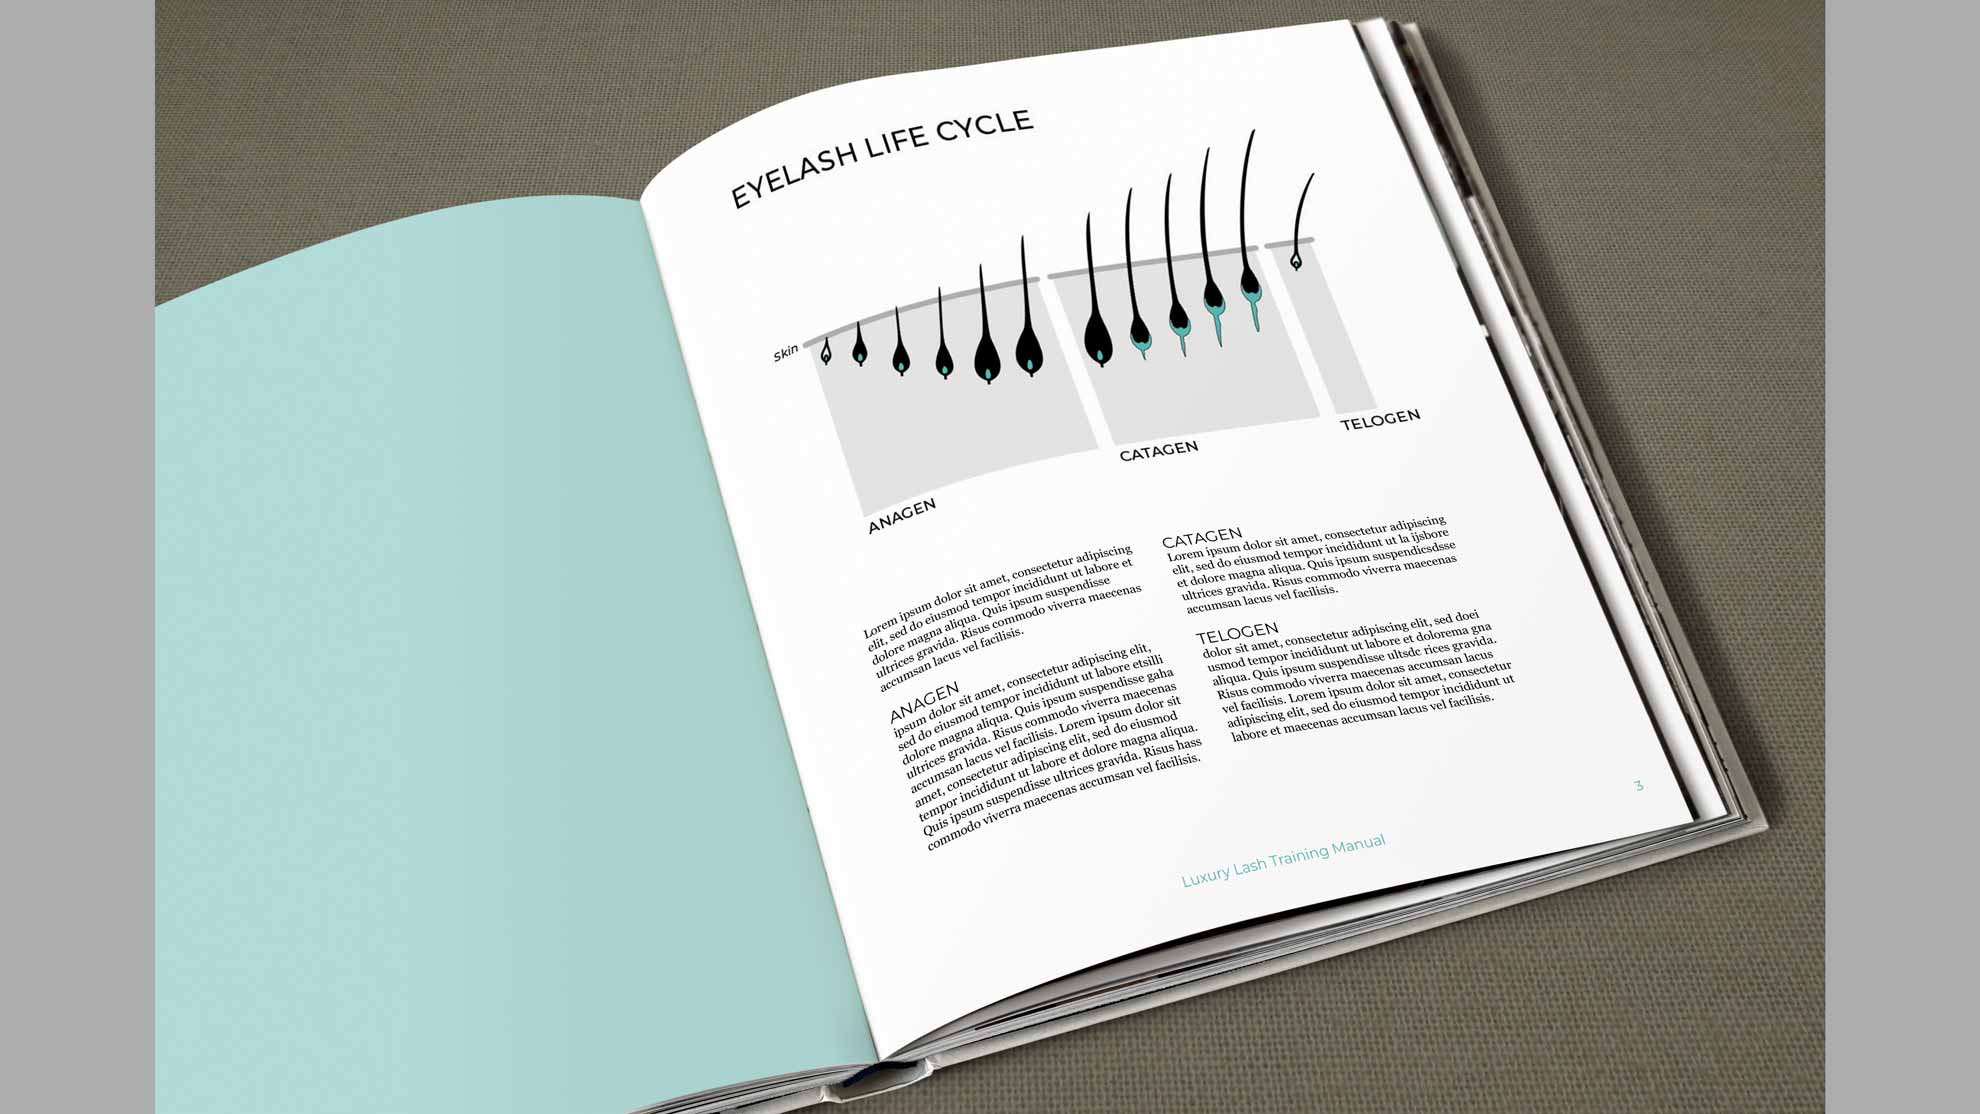 EYELASH LIFE CYCLE
Skin
ANAGEN
CATAGEN
TELOGEN
Lorem ipsum dolor sit amet, consectetur adipiscing
elit, sed do eiusmod tempor incididunt ut labore et
dolore magna aliqua. Quis ipsum suspendisse
ultrices gravida. Risus commodo viverra maecenas
accumsan lacus vel facilisis.
ANAGEN
ipsum dolor sit amet, consectetur adipiscing elit,
sed do eiusmod tempor incididunt ut labore etsilli
dolore magna aliqua. Quis ipsum suspendisse gaha
ultrices gravida. Risus commodo viverra maecenas
accumsan lacus vel facilisis. Lorem ipsum dolor sit
amet, consectetur adipiscing elit, sed do eiusmod
tempor incididunt ut labore et dolore magna aliqua.
Quis ipsum suspendisse ultrices gravida. Risus hass
commodo viverra maecenas accumsan vel facilisis.
CATAGEN
Lorem ipsum dolor sit amet, consectetur adipiscing
elit, sed do eiusmod tempor incididunt ut la ijsbore
et dolore magna aliqua. Quis ipsum suspendicsdsse
ultrices gravida. Risus commodo viverra maecenas
accumsan lacus vel facilisis.
TELOGEN
dolor sit amet, consectetur adipiscing elit, sed doei
usmod tempor incididunt ut labore et dolorema gna
aliqua. Quis ipsum suspendisse ultsdc rices gravida.
Risus commodo viverra maecenas accumsan lacus
vel facilisis. Lorem ipsum dolor sit amet, consectetur
adipiscing elit, sed do eiusmod tempor incididunt ut
labore et maecenas accumsan lacus vel facilisis.
3
Luxury Lash Training Manual